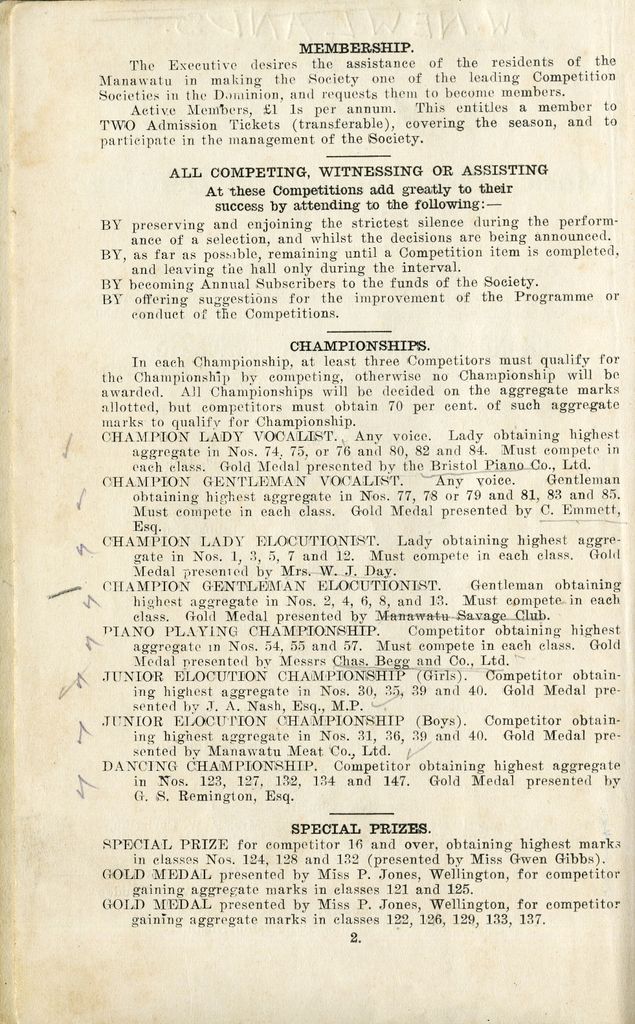 MEMBERSHIP.
The Executive desires the assistance of the residents of the
Manawatu in making the Society one of the leading Competition
Societies in the Dominion, and requests them to become members.
Active Members, £1 1s per annum. This entitles a member to
TWO Admission Tickets (transferable), covering the season, and to
participate in the management of the Society.
ALL COMPETING, WITNESSING OR ASSISTING
At these Competitions add greatly to their
success by attending to the following:—
BY preserving and enjoining the strictest silence during the perform-
ance of a selection, and whilst the decisions are being announced.
BY, as far as possible, remaining until a Competition item is completed,
and leaving the hall only during the interval.
BY becoming Annual Subscribers to the funds of the Society.
BY offering suggestions for the improvement of the Programme or
conduct of the Competitions.
CHAMPIONSHIPS.
In each Championship, at least three Competitors must qualify for
the Championship by competing, otherwise no Championship will be
awarded. All Championships will be decided on the aggregate marks
allotted, but competitors must obtain 70 per cent. of such aggregate
marks to qualify for Championship.
CHAMPION LADY VOCALIST. Any voice. Lady obtaining highest
aggregate in Nos. 74, 75, or 76 and 80, 82 and 84. Must compete in
each class. Gold Medal presented by the Bristol Piano Co., Ltd.
CHAMPION GENTLEMAN VOCALIST. Any voice. Gentleman
obtaining highest aggregate in Nos. 77, 78 or 79 and 81, 83 and 85.
Must compete in each class. Gold Medal presented by C. Emmett,
Esq.
CHAMPION LADY ELOCUTIONIST. Lady obtaining highest aggre-
gate in Nos. 1, 3, 5, 7 and 12. Must compete in each class. Gold
Medal presented by Mrs. W. J. Day.
CHAMPION GENTLEMAN ELOCUTIONIST. Gentleman obtaining
highest aggregate in Nos. 2, 4, 6, 8, and 13. Must compete in each
class. Gold Medal presented by Manawatu Savage Club.
PIANO PLAYING CHAMPIONSHIP. Competitor obtaining highest
aggregate in Nos. 54, 55 and 57. Must compete in each class. Gold
Medal presented by Messrs Chas. Begg and Co., Ltd.
JUNIOR ELOCUTION CHAMPIONSHIP (Girls). Competitor obtain-
ing highest aggregate in Nos. 30, 35, 39 and 40. Gold Medal pre-
sented by J. A. Nash, Esq., M.P.
JUNIOR ELOCUTION CHAMPIONSHIP (Boys). Competitor obtain-
ing highest aggregate in Nos. 31, 36, 39 and 40. Gold Medal pre-
sented by Manawatu Meat Co., Ltd.
DANCING CHAMPIONSHIP. Competitor obtaining highest aggregate
in Nos. 123, 127, 132, 134 and 147. Gold Medal presented by
G. S. Remington, Esq.
SPECIAL PRIZES.
SPECIAL PRIZE for competitor 16 and over, obtaining highest marks
in classes Nos. 124, 128 and 132 (presented by Miss Gwen Gibbs).
GOLD MEDAL presented by Miss P. Jones, Wellington, for competitor
gaining aggregate marks in classes 121 and 125.
GOLD MEDAL presented by Miss P. Jones, Wellington, for competitor
gaining aggregate marks in classes 122, 126, 129, 133, 137.
2.